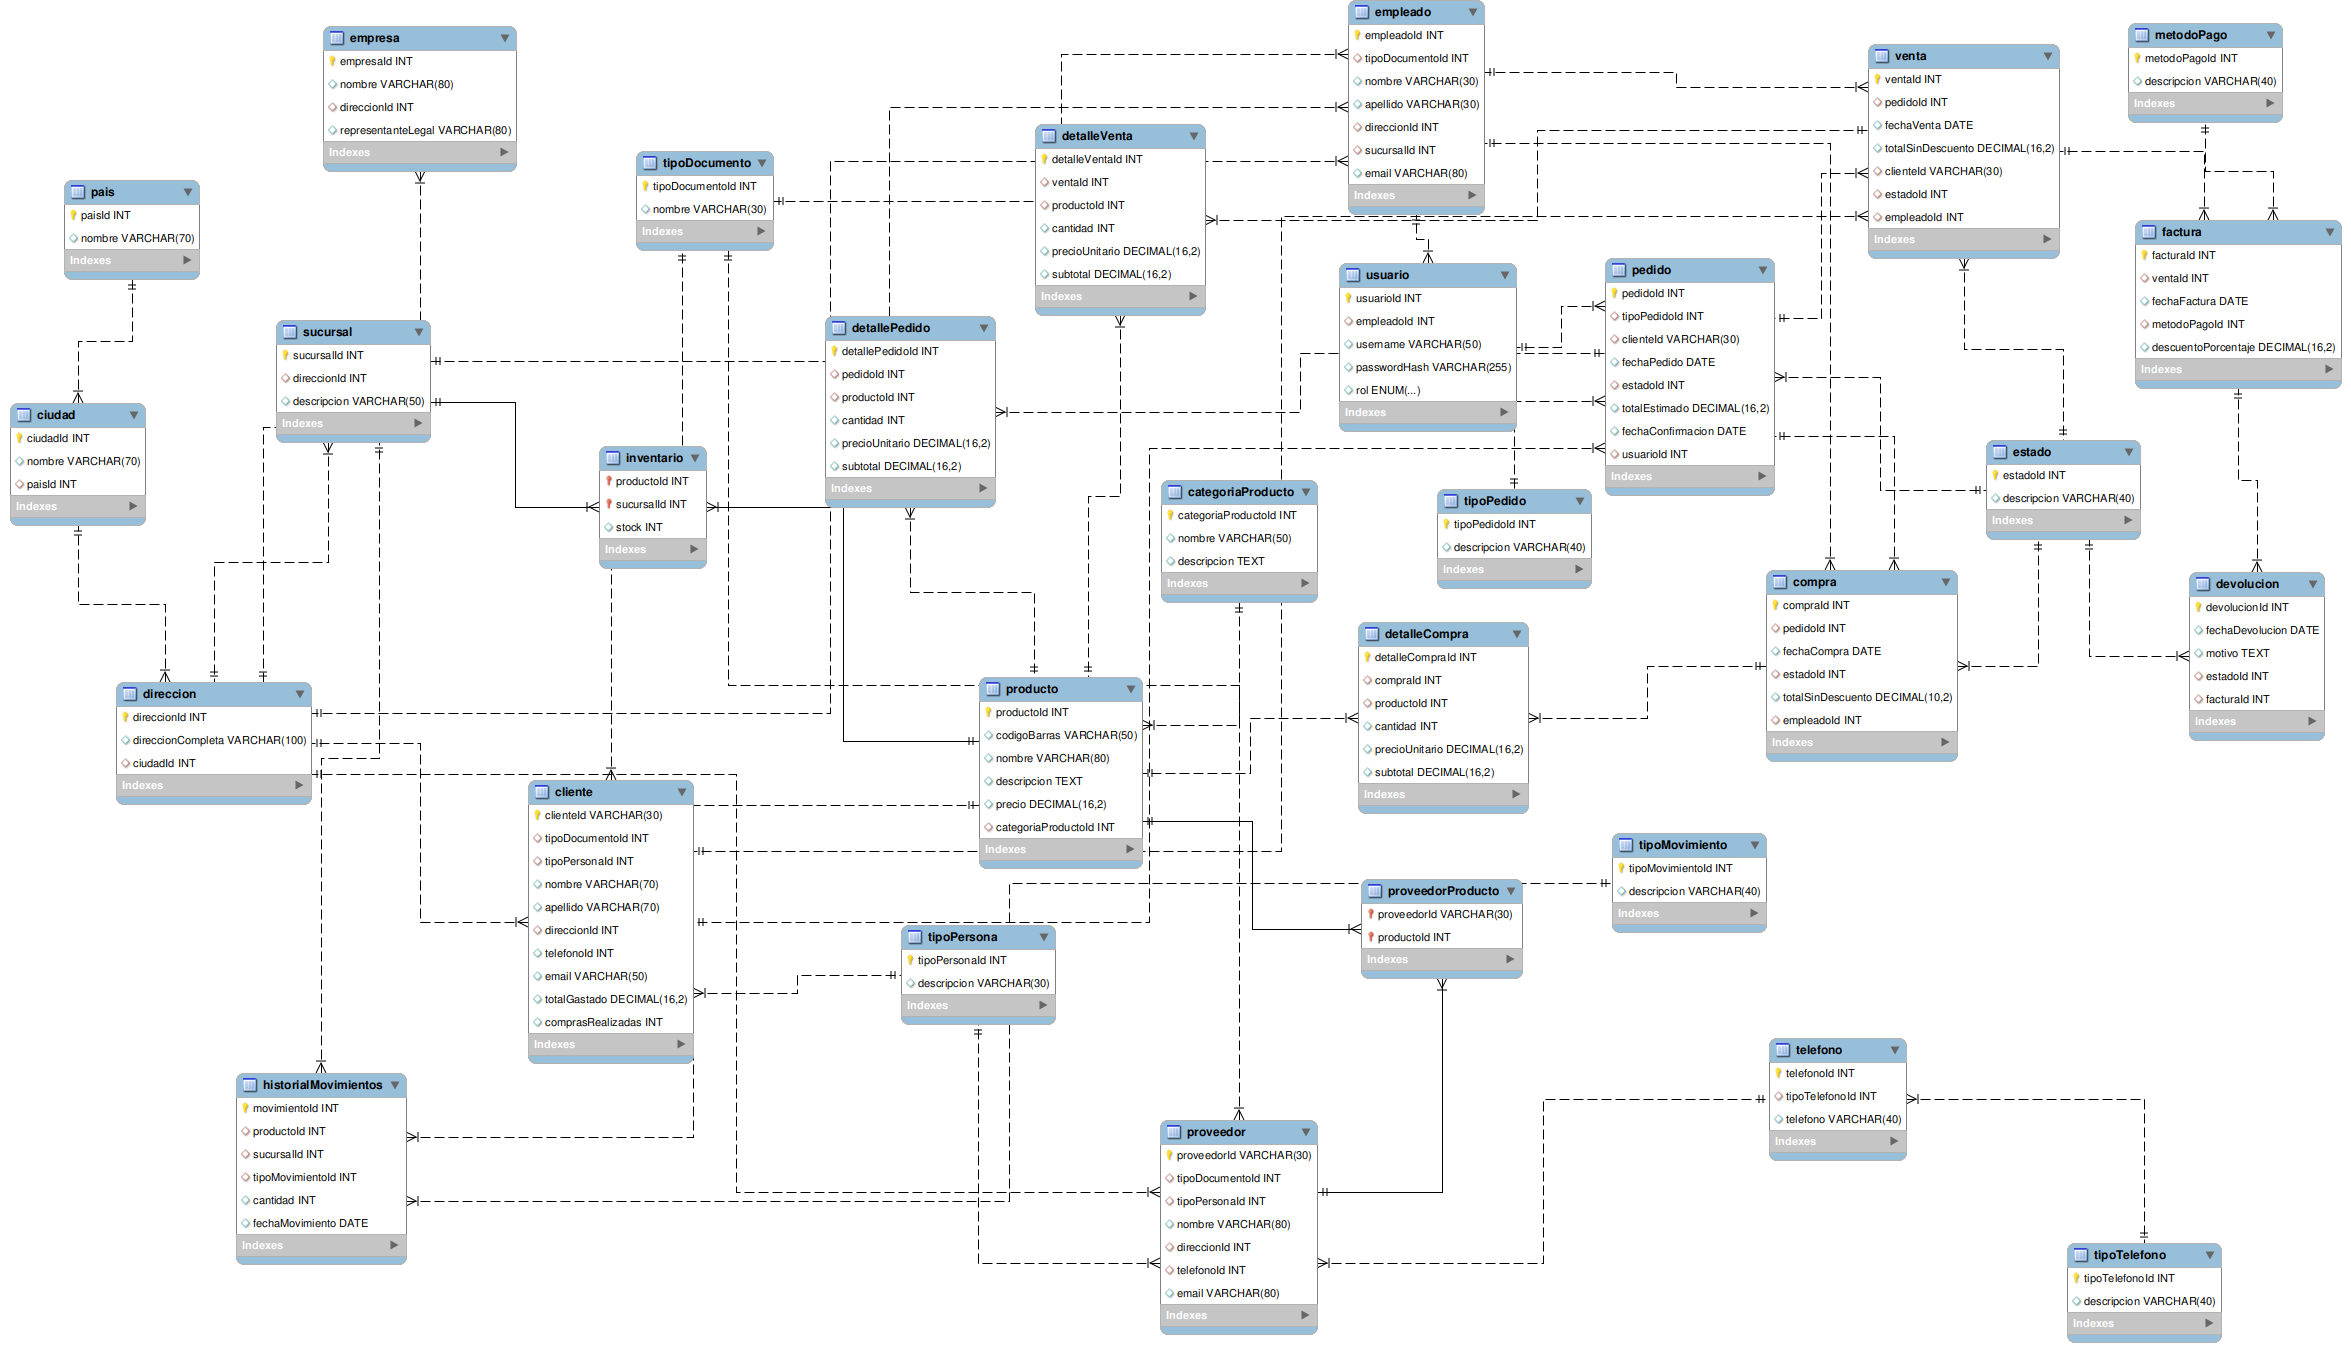 empresa
empresaId INT
nombre VARCHAR(80)
direccionId INT
representanteLegal VARCHAR(80)
Indexes
pais
paisId INT
nombre VARCHAR(70)
Indexes
tipoDocumento
tipoDocumentoId INT
nombre VARCHAR(30)
Indexes
detalleVenta
detalleVentaId INT
ventaId INT
productoId INT
cantidad INT
precioUnitario DECIMAL(16,2)
subtotal DECIMAL(16,2)
Indexes
empleado
empleadoId INT
tipoDocumentoId INT
nombre VARCHAR(30)
apellido VARCHAR(30)
direccionId INT
sucursalId INT
email VARCHAR(80)
Indexes
venta
ventaId INT
pedidoId INT
fechaVenta DATE
totalSinDescuento DECIMAL(16,2)
clienteId VARCHAR(30)
estadoId INT
empleadoId INT
Indexes
metodoPago
metodoPagoId INT
descripcion VARCHAR(40)
Indexes
factura
facturaId INT
ventaId INT
fechaFactura DATE
metodoPagoId INT
descuentoPorcentaje DECIMAL(16,2)
Indexes
sucursal
sucursalId INT
direccionId INT
descripcion VARCHAR(50)
Indexes
detallePedido
detallePedidoId INT
pedidoId INT
productoId INT
cantidad INT
precioUnitario DECIMAL(16,2)
subtotal DECIMAL(16,2)
Indexes
usuario
usuarioId INT
empleadoId INT
username VARCHAR(50)
passwordHash VARCHAR(255)
rol ENUM(...)
Indexes
pedido
pedidoId INT
tipoPedidoId INT
clienteId VARCHAR(30)
fechaPedido DATE
estadoId INT
totalEstimado DECIMAL(16,2)
fechaConfirmacion DATE
usuarioId INT
Indexes
ciudad
ciudadId INT
nombre VARCHAR(70)
paisId INT
Indexes
inventario
productoId INT
sucursalId INT
stock INT
Indexes
categoriaProducto
categoriaProductoId INT
nombre VARCHAR(50)
descripcion TEXT
Indexes
tipoPedido
tipoPedidoId INT
descripcion VARCHAR(40)
Indexes
estado
estadoId INT
descripcion VARCHAR(40)
Indexes
compra
compraId INT
pedidoId INT
fechaCompra DATE
estadoId INT
totalSinDescuento DECIMAL(10,2)
empleadoId INT
Indexes
devolucion
devolucionId INT
fechaDevolucion DATE
motivo TEXT
estadoId INT
facturaId INT
Indexes
direccion
direccionId INT
direccionCompleta VARCHAR(100)
ciudadId INT
Indexes
producto
productoId INT
codigoBarras VARCHAR(50)
nombre VARCHAR(80)
descripcion TEXT
precio DECIMAL(16,2)
categoriaProductoId INT
Indexes
detalleCompra
detalleCompraId INT
compraId INT
productoId INT
cantidad INT
precioUnitario DECIMAL(16,2)
subtotal DECIMAL(16,2)
Indexes
cliente
clienteId VARCHAR(30)
tipoDocumentoId INT
tipoPersonaId INT
nombre VARCHAR(70)
apellido VARCHAR(70)
direccionId INT
telefonoId INT
email VARCHAR(50)
totalGastado DECIMAL(16,2)
comprasRealizadas INT
Indexes
tipoMovimiento
tipoMovimientoId INT
descripcion VARCHAR(40)
Indexes
proveedorProducto
proveedorId VARCHAR(30)
productoId INT
Indexes
tipoPersona
tipoPersonaId INT
descripcion VARCHAR(30)
Indexes
historialMovimientos
movimientoId INT
productoId INT
sucursalId INT
tipoMovimientoId INT
cantidad INT
fechaMovimiento DATE
Indexes
proveedor
proveedorId VARCHAR(30)
tipoDocumentoId INT
tipoPersonaId INT
nombre VARCHAR(80)
direccionId INT
telefonoId INT
email VARCHAR(80)
Indexes
telefono
telefonoId INT
tipoTelefonoId INT
telefono VARCHAR(40)
Indexes
tipoTelefono
tipoTelefonoId INT
descripcion VARCHAR(40)
Indexes